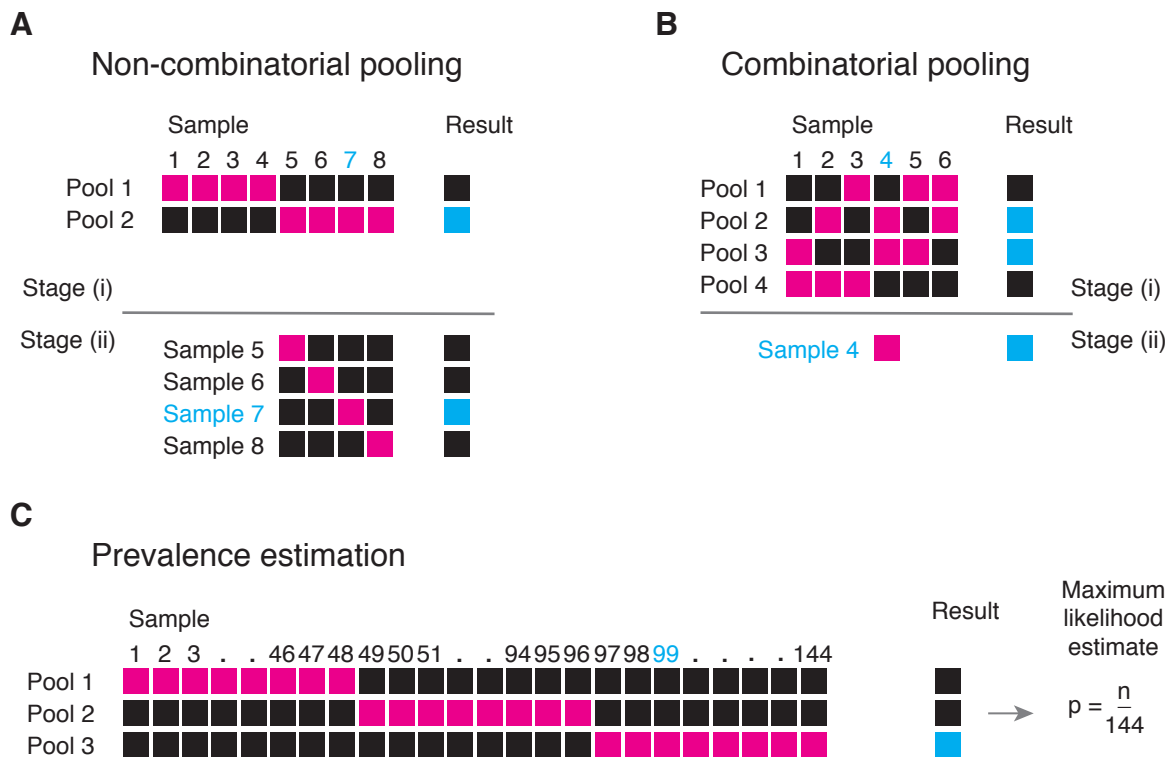 A
Non-combinatorial pooling
Sample Result
1 2 3 4 5 6 7 8
Pool 1
Pool 2
Stage (i)
Stage (ii)
Sample 5
Sample 6
Sample 7
Sample 8
B
Combinatorial pooling
Sample Result
1 2 3 4 5 6
Pool 1
Pool 2
Pool 3
Pool 4
Stage (i)
Stage (ii)
Sample 4
C
Prevalence estimation
Sample
Result
Maximum
likelihood
estimate
1 2 3 . . 46 47 48 49 50 51 . . 94 95 96 97 98 99 . . . . 144
Pool 1
Pool 2
Pool 3
p = n
144